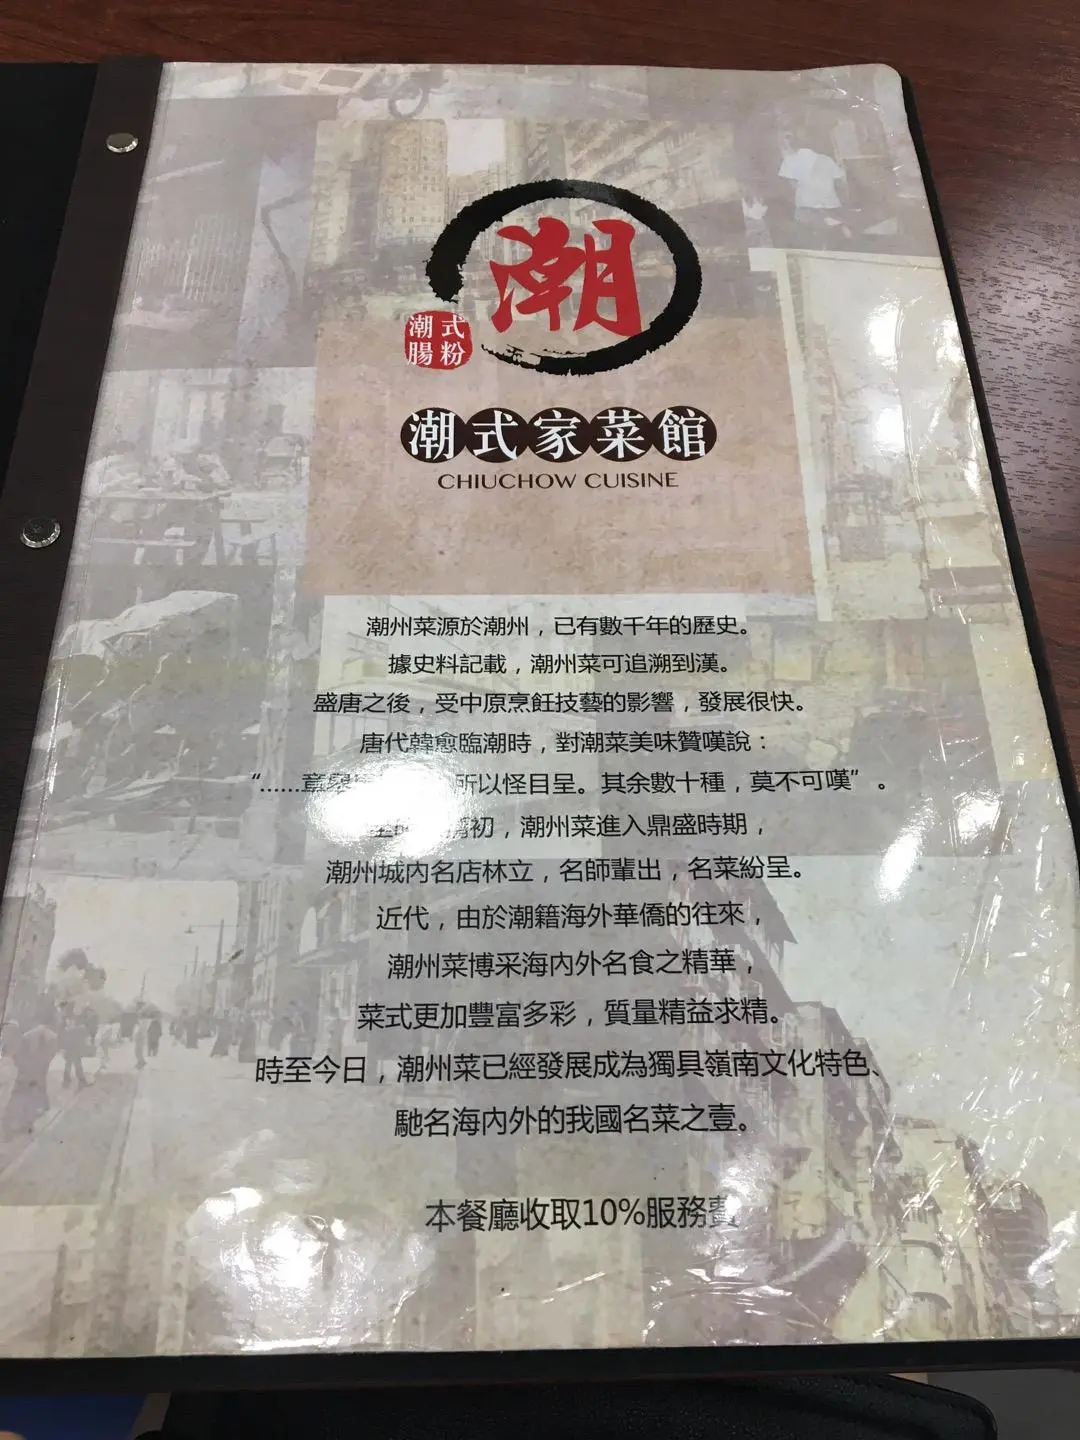 潮
潮式
腸粉
潮式家菜館
CHIUCHOW CUISINE
潮州菜源於潮州，已有數千年的歷史。
據史料記載，潮州菜可追溯到漢。
盛唐之後，受中原烹飪技藝的影響，發展很快。
唐代韓愈臨潮時，對潮菜美味贊嘆說：
“……章舉 所以怪自呈。其余數十種，莫不可嘆”。
初，潮州菜進入鼎盛時期，
潮州城內名店林立，名師輩出，名菜紛呈。
近代，由於潮籍海外華僑的往來，
潮州菜博采海內外名食之精華，
菜式更加豐富多彩，質量精益求精。
時至今日，潮州菜已經發展成為獨具嶺南文化特色、
馳名海內外的我國名菜之壹。
本餐廳收取10%服務費